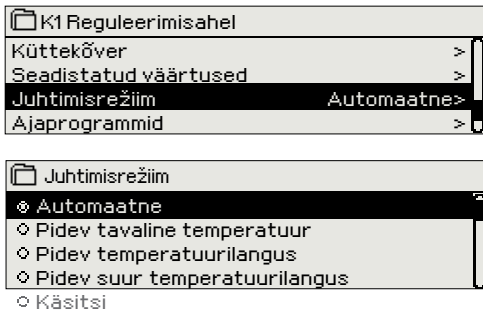 K1 Reguleerimisahel
Küttekõver >
Seadistatud väärtused >
Juhtimisrežiim Automaatne>
Ajaprogrammid >
Juhtimisrežiim
Automaatne
Pidev tavaline temperatuur
Pidev temperatuurilangus
Pidev suur temperatuurilangus
Käsitsi